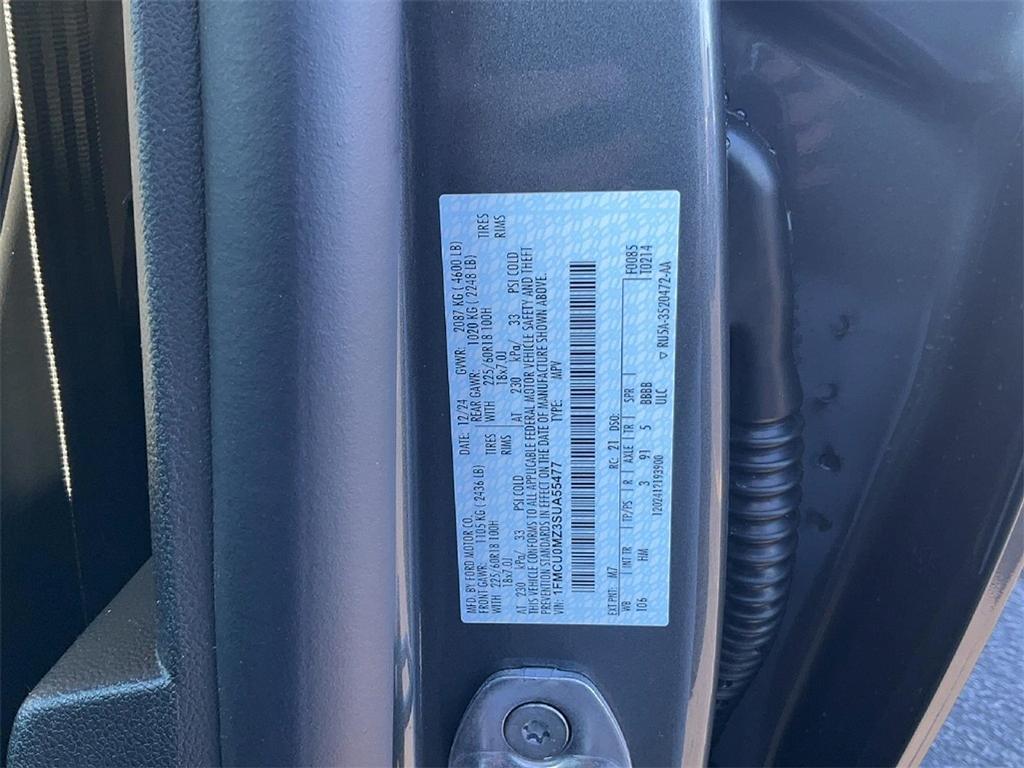 MFD. BY FORD MOTOR CO. DATE: 12/24 GVWR: 2087 KG ( 4600 LB)
FRONT GAWR: 1105 KG ( 2436 LB) REAR GAWR: 1020 KG ( 2248 LB)
WITH 225/60R18 100H TIRES WITH 225/60R18 100H TIRES
18x7.0J RIMS 18x7.0J RIMS
AT 230 kPa/ 33 PSI COLD AT 230 kPa/ 33 PSI COLD
THIS VEHICLE CONFORMS TO ALL APPLICABLE FEDERAL MOTOR VEHICLE SAFETY AND THEFT
PREVENTION STANDARDS IN EFFECT ON THE DATE OF MANUFACTURE SHOWN ABOVE.
VIN: 1FMCU0MZ3SUA55477 TYPE: MPV
F0085
T0214
EXT PNT: M7 RC: 21 DSO:
WB INT TR TP/PS R AXLE TR SPR
106 HM 3 91 5 BBBB
ULC ▽ RU5A-3520472-AA
1202412193900